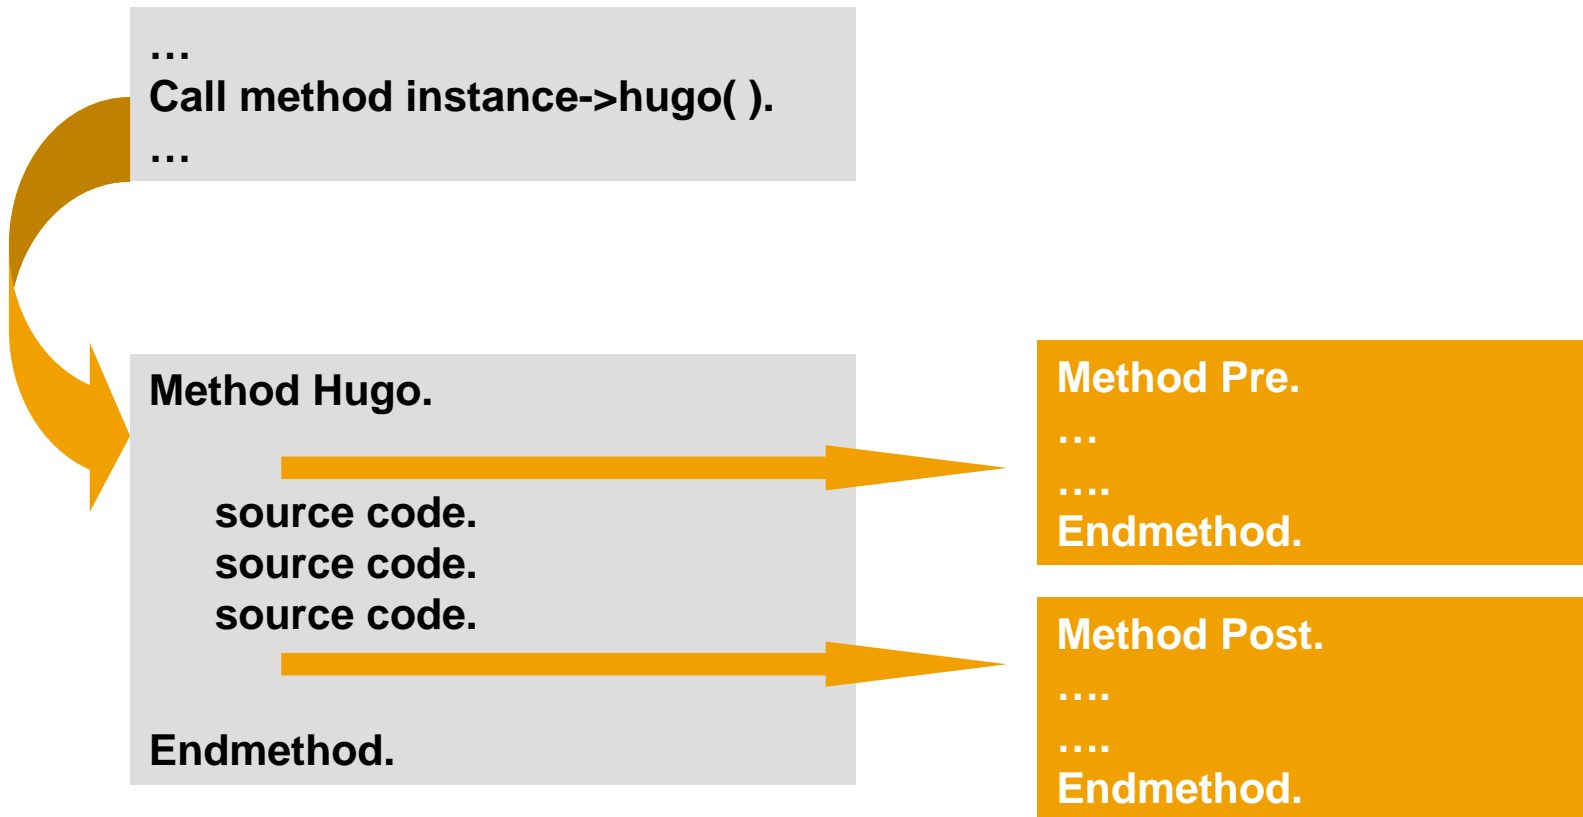 …
Call method instance->hugo( ).
…
Method Hugo.
source code.
source code.
source code.
Endmethod.
Method Pre.
…
….
Endmethod.
Method Post.
….
….
Endmethod.